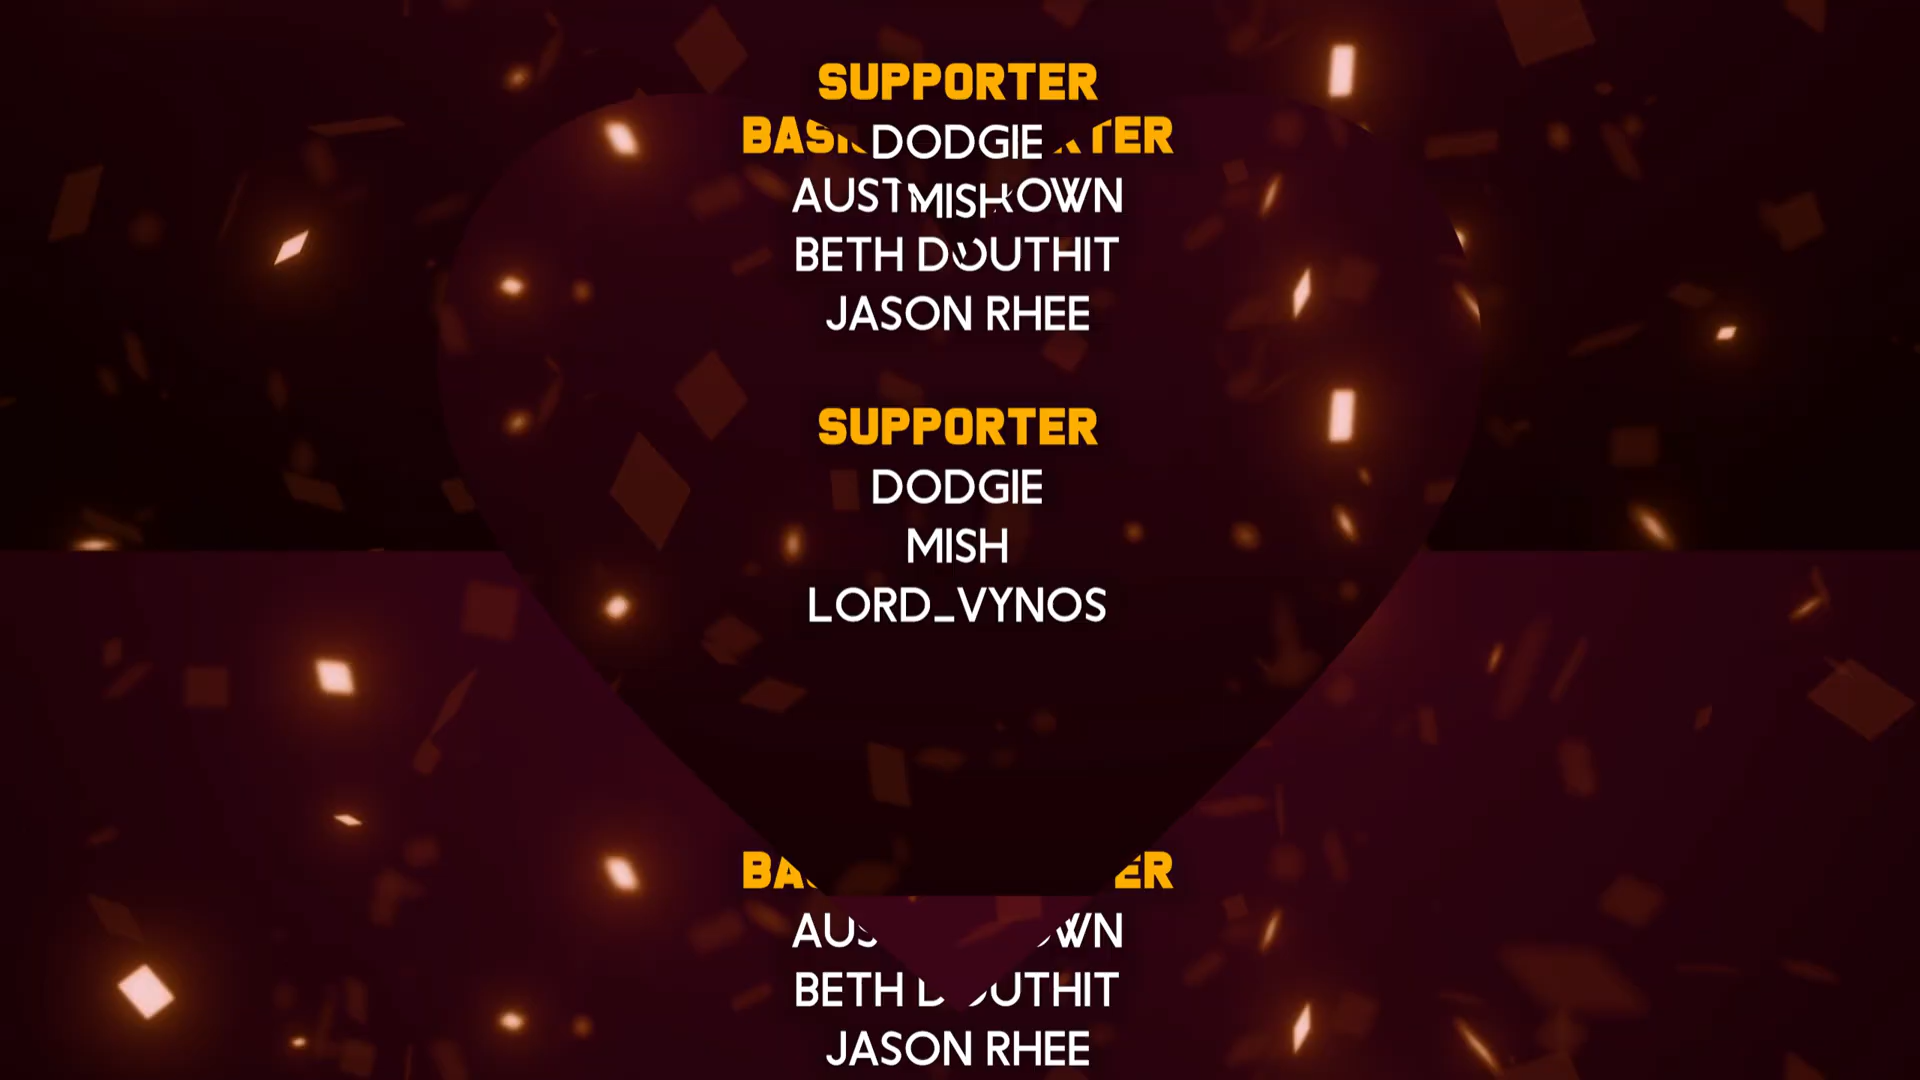 SUPPORTER
DODGIE
MISH
BETH DOUTHIT
JASON RHEE
SUPPORTER
DODGIE
MISH
LORD_VYNOS
BETH
JASON RHEE